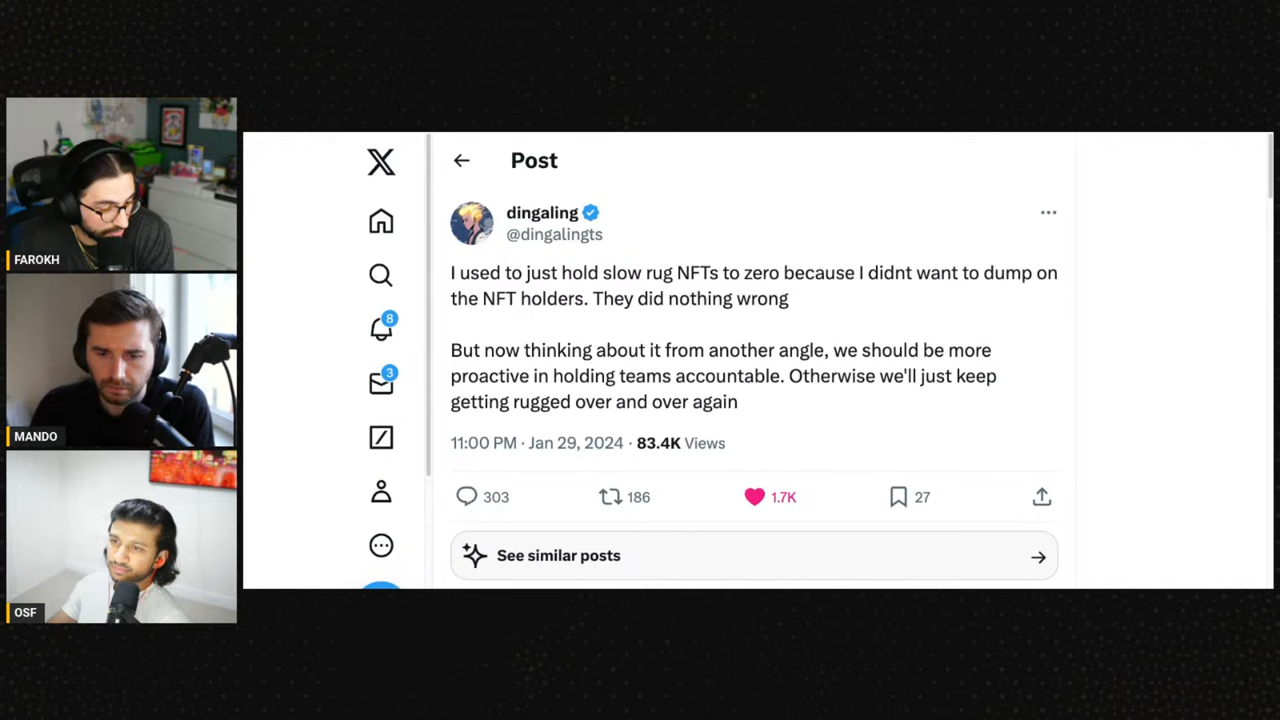 FAROKH
MANDO
OSF
8
3
Post
dingaling
@dingalingts
I used to just hold slow rug NFTs to zero because I didnt want to dump on
the NFT holders. They did nothing wrong
But now thinking about it from another angle, we should be more
proactive in holding teams accountable. Otherwise we'll just keep
getting rugged over and over again
11:00 PM · Jan 29, 2024 · 83.4K Views
303 186 1.7K 27
See similar posts